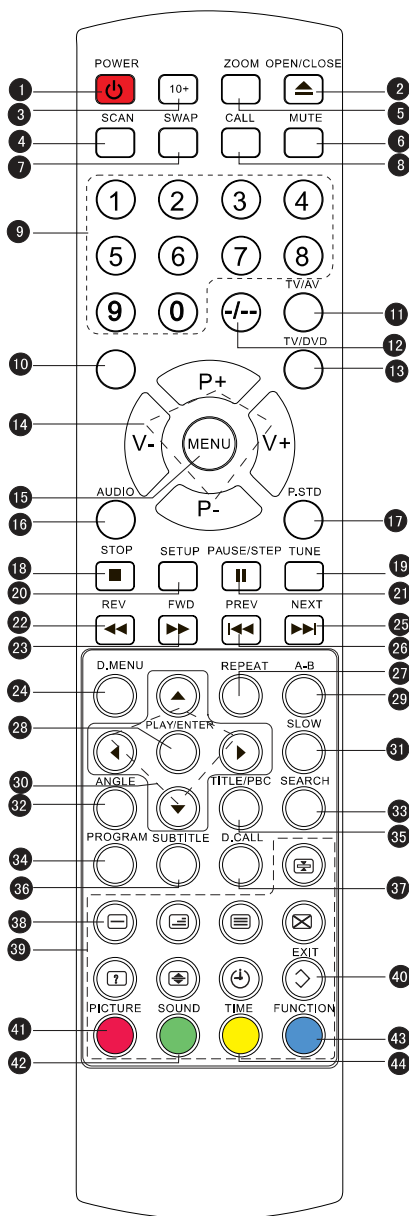 POWER ZOOM OPEN/CLOSE
1 10+ 2
3 5
SCAN SWAP CALL MUTE
4 6
7 8
1 2 3 4
9
5 6 7 8
TV/AV
9 0 -/-- 11
12
TV/DVD
10 13
P+
14
V- MENU V+
15
AUDIO P- P.STD
16 17
STOP SETUP PAUSE/STEP TUNE
18 19
20 21
REV FWD PREV NEXT
22 25
23 26
D.MENU REPEAT A-B 27
24 29
28 PLAY/ENTER SLOW
31
30
ANGLE TITLE/PBC SEARCH
32 33
35
PROGRAM SUBTITLE D.CALL
34
36 37
38
39
EXIT
? 40
PICTURE SOUND TIME FUNCTION
41
42 43
44